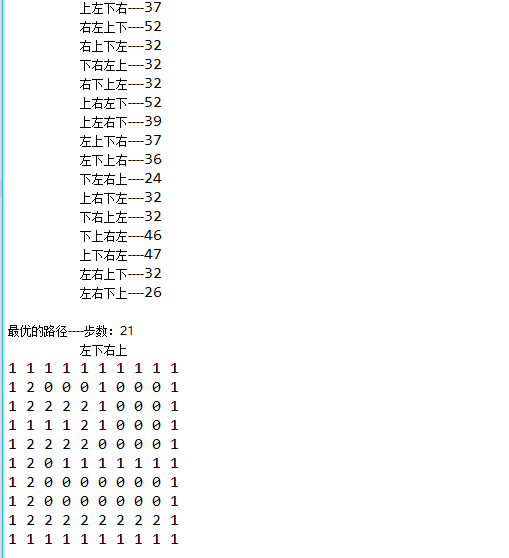 上左下右----37
右左上下----52
右上下左----32
下右左上----32
右下上左----32
上右左下----52
上左右下----39
左上下右----37
左下上右----36
下左右上----24
上右下左----32
下右上左----32
下上右左----46
上下右左----47
左右上下----32
左右下上----26
最优的路径----步数：21
左下右上
1 1 1 1 1 1 1 1 1 1
1 2 0 0 0 1 0 0 0 1
1 2 2 2 2 1 0 0 0 1
1 1 1 1 2 1 0 0 0 1
1 2 2 2 2 0 0 0 0 1
1 2 0 1 1 1 1 1 1 1
1 2 0 0 0 0 0 0 0 1
1 2 0 0 0 0 0 0 0 1
1 2 2 2 2 2 2 2 2 1
1 1 1 1 1 1 1 1 1 1